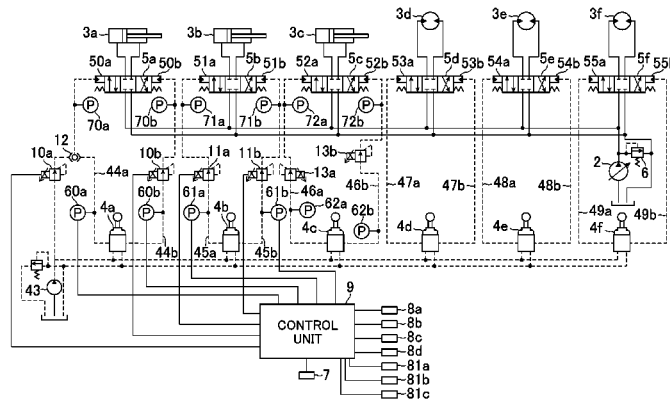 3a 3b 3c 3d 3e 3f
50a 5a 50b 51a 5b 51b 52a 5c 52b 53a 5d 53b 54a 5e 54b 55a 5f 55b
P P P P P P
70a 70b 71a 71b 72a 72b
12 13b 2 6
10a 44a 10b 11a 11b 13a
60a 60b 61a 61b 46a 46b 47a 47b 48a 48b 49a 49b
P P P P P P
62a 62b
4a 44b 45a 4b 45b 4c 4d 4e 4f
43
9
CONTROL
UNIT
7
8a
8b
8c
8d
81a
81b
81c